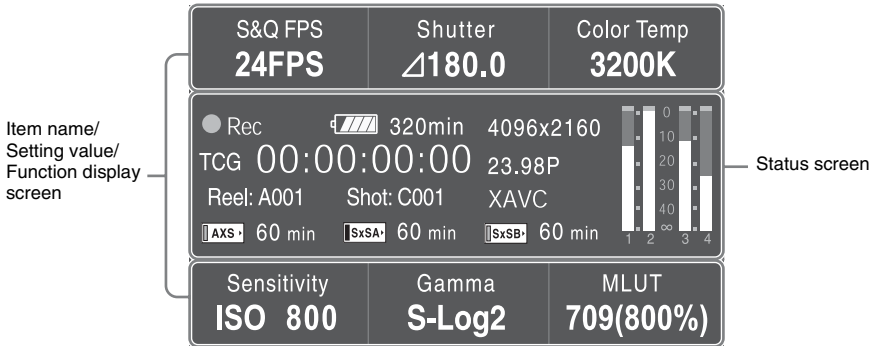 S&Q FPS Shutter Color Temp
24FPS ⊿180.0 3200K
Item name/
Setting value/
Function display
screen
Rec 320min 4096x2160
TCG 00:00:00:00 23.98P
Reel: A001 Shot: C001 XAVC
AXS 60 min SxSA 60 min SxSB 60 min
0
10
20
30
40
∞
1 2 3 4
Status screen
Sensitivity Gamma MLUT
ISO 800 S-Log2 709(800%)